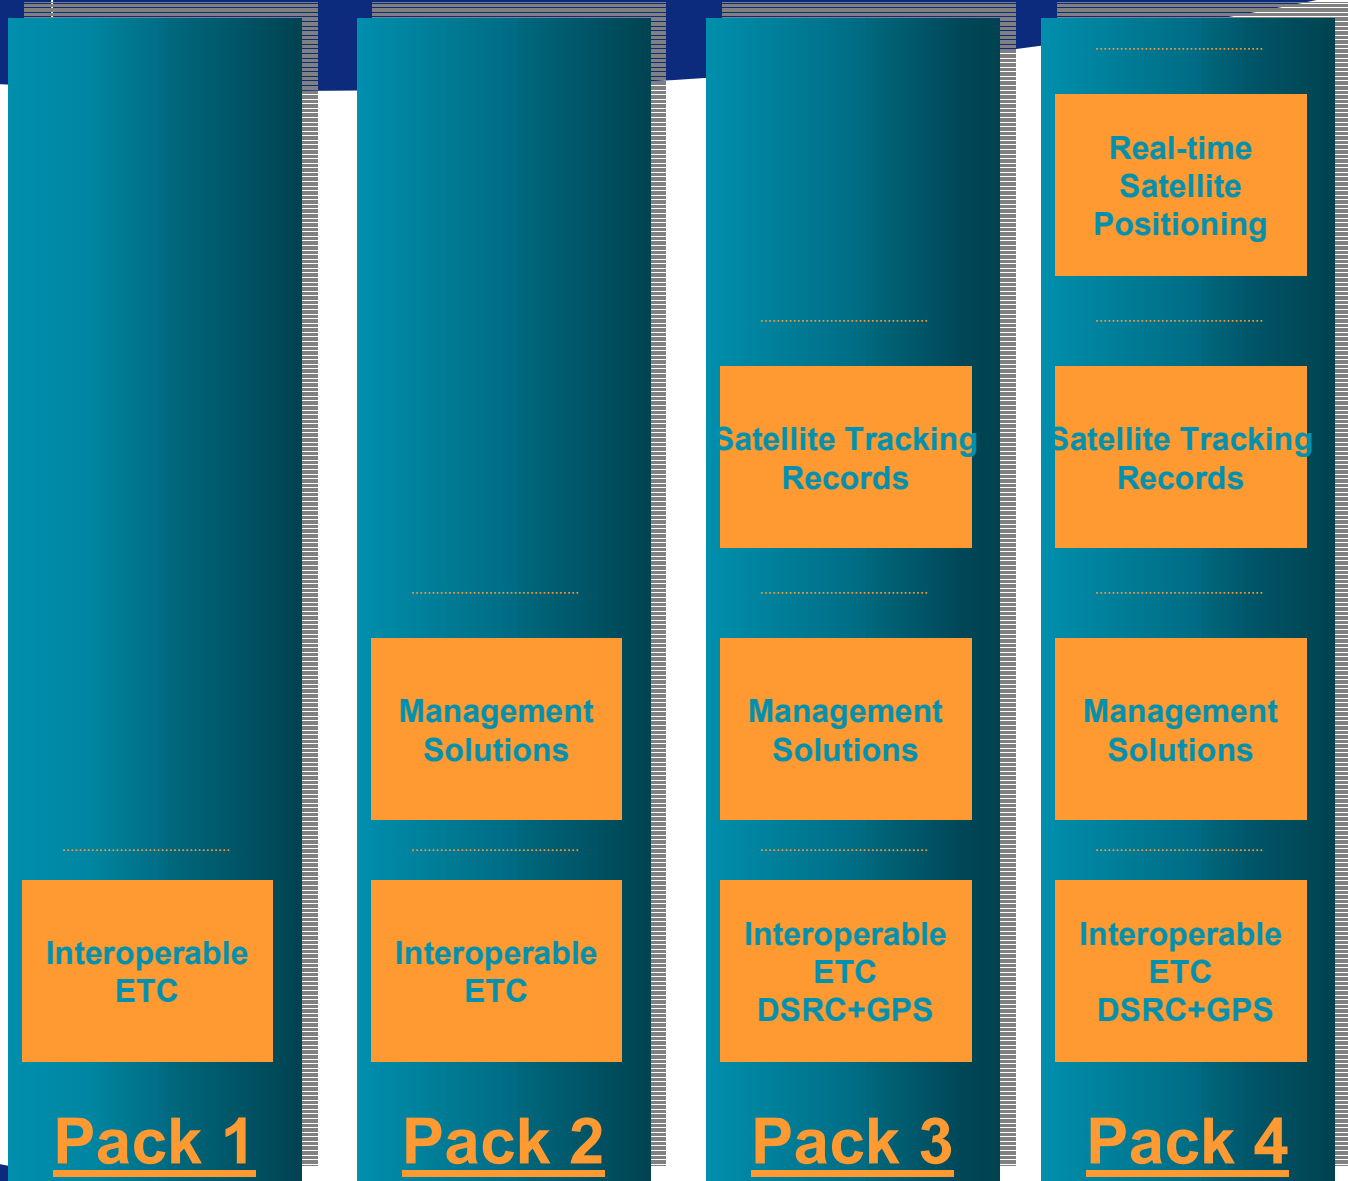 Interoperable
ETC
Pack 1
Management
Solutions
Interoperable
ETC
Pack 2
Satellite Tracking
Records
Management
Solutions
Interoperable
ETC
DSRC+GPS
Pack 3
Real-time
Satellite
Positioning
Satellite Tracking
Records
Management
Solutions
Interoperable
ETC
DSRC+GPS
Pack 4